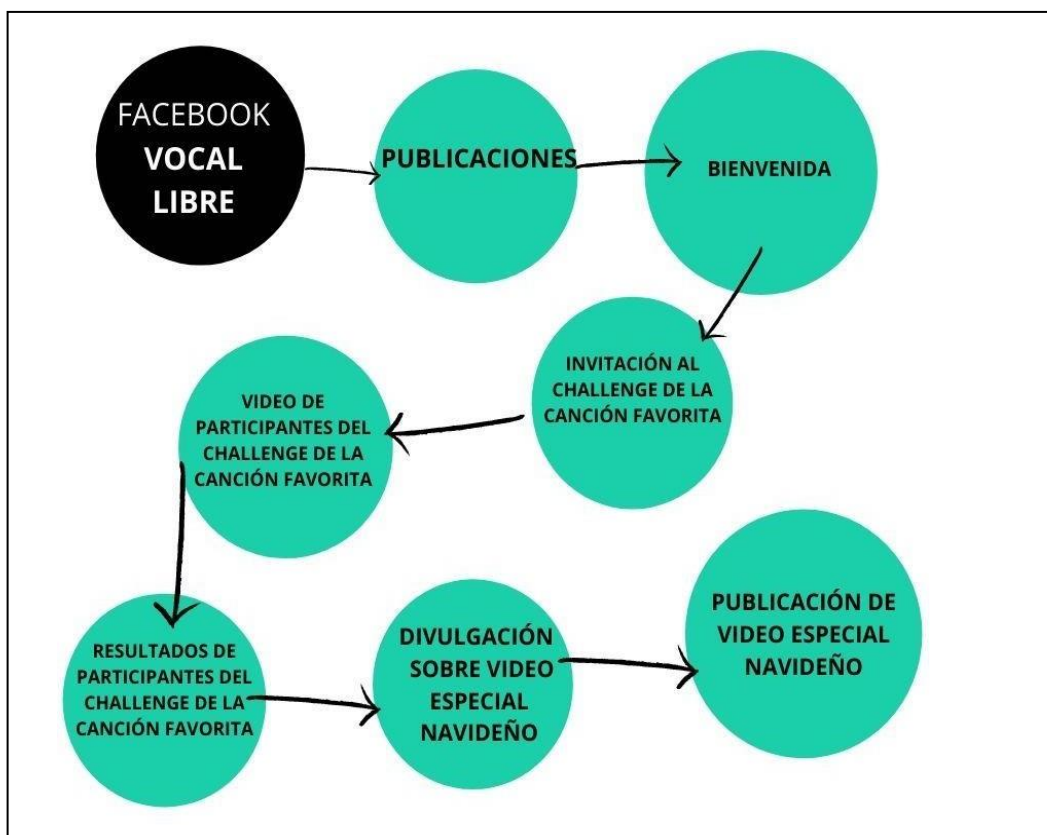 FACEBOOK
VOCAL
LIBRE
PUBLICACIONES
BIENVENIDA
INVITACIÓN AL
CHALLENGE DE LA
CANCIÓN FAVORITA
VIDEO DE
PARTICIPANTES DEL
CHALLENGE DE LA
CANCIÓN FAVORITA
RESULTADOS DE
PARTICIPANTES DEL
CHALLENGE DE LA
CANCIÓN FAVORITA
DIVULGACIÓN
SOBRE VIDEO
ESPECIAL
NAVIDEÑO
PUBLICACIÓN DE
VIDEO ESPECIAL
NAVIDEÑO